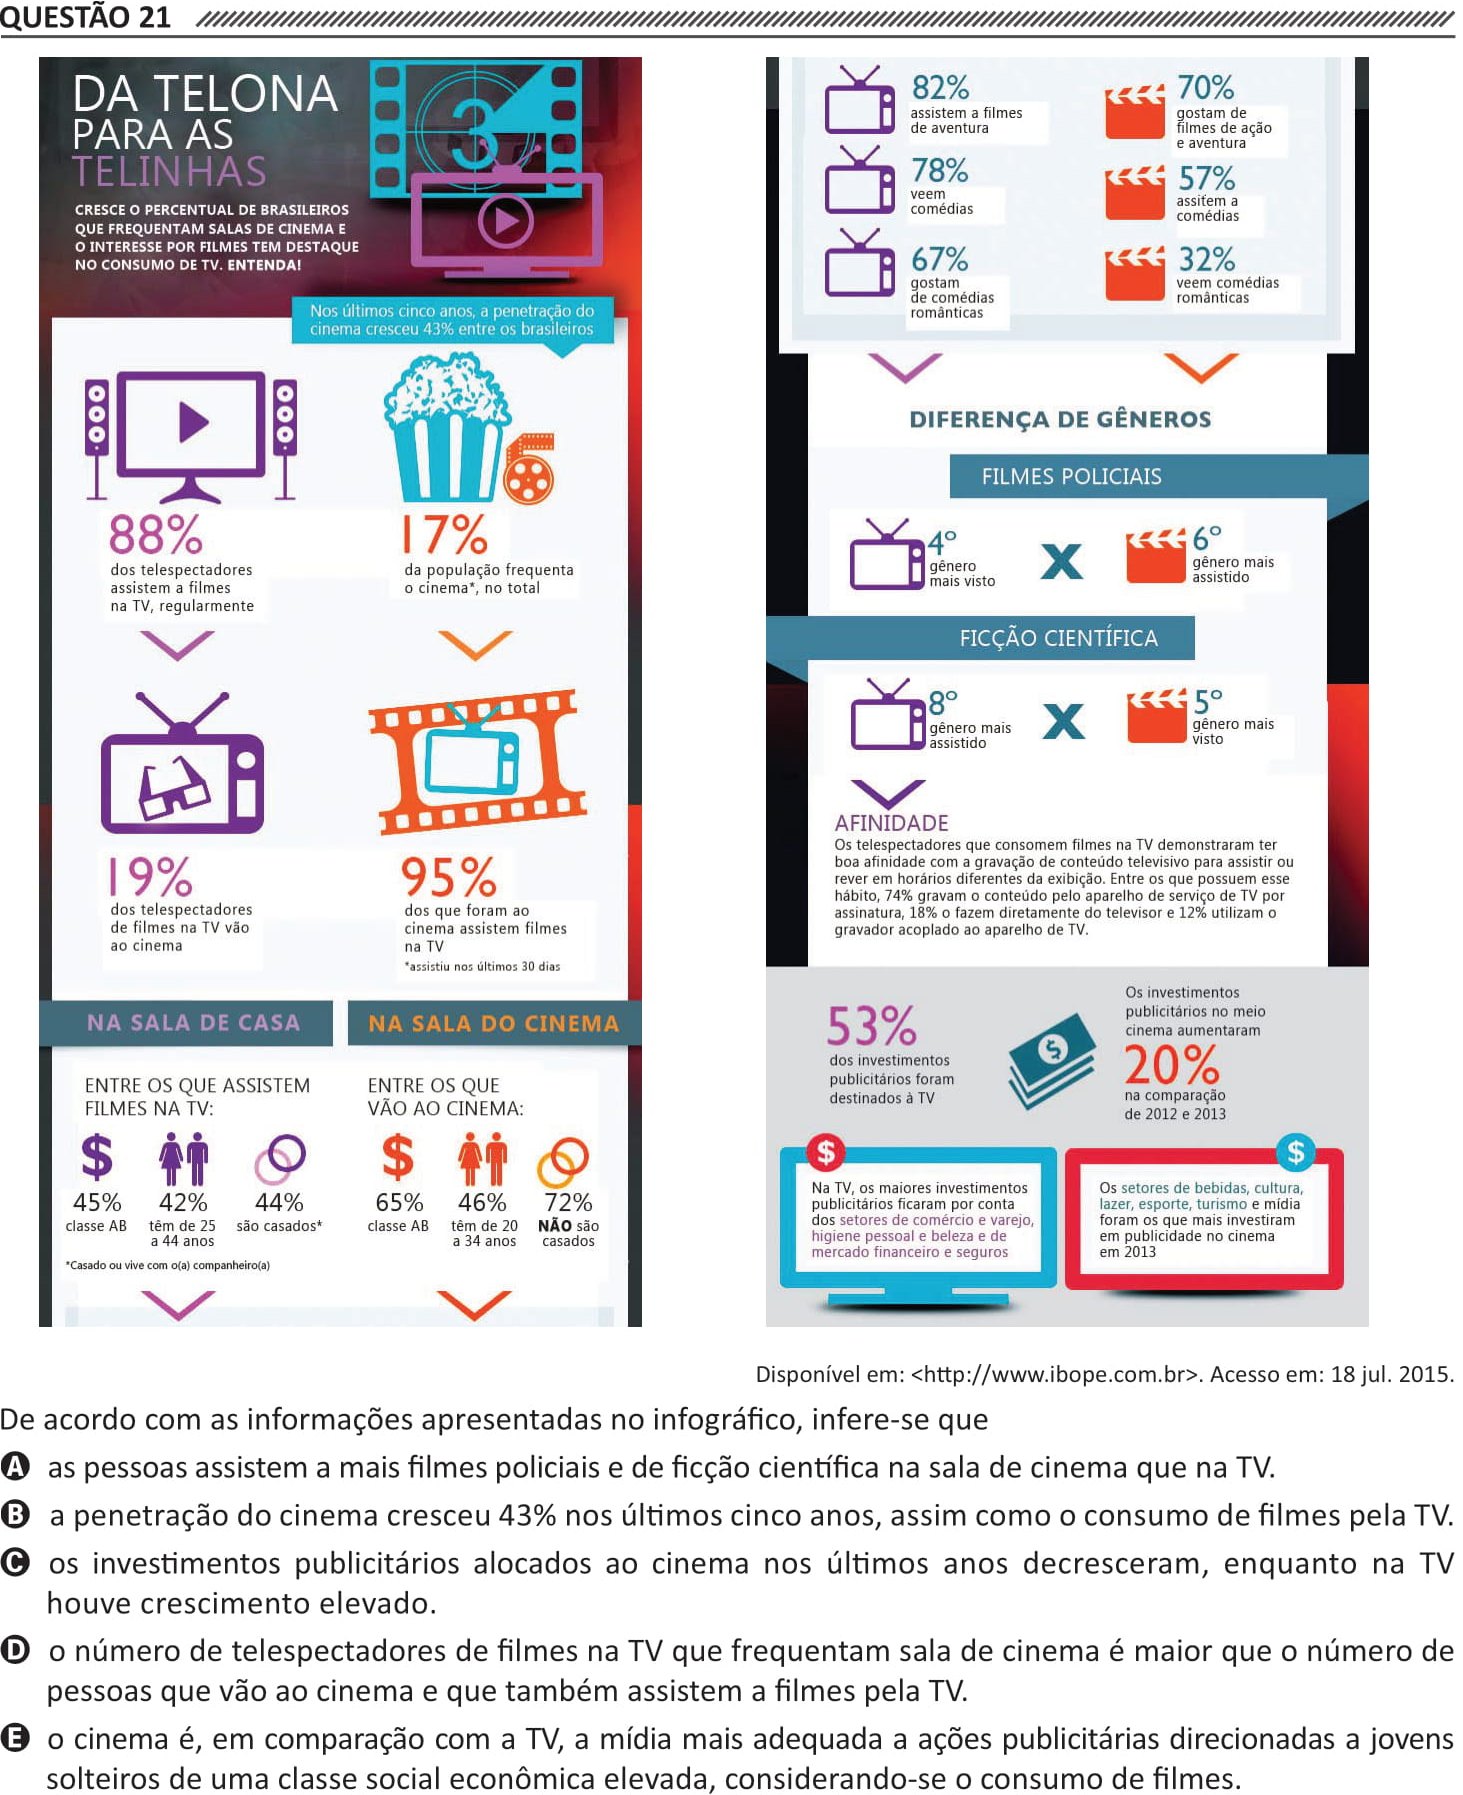 QUESTÃO 21
DA TELONA
PARA AS
TELINHAS
CRESCE O PERCENTUAL DE BRASILEIROS
QUE FREQUENTAM SALAS DE CINEMA E
O INTERESSE POR FILMES TEM DESTAQUE
NO CONSUMO DE TV. ENTENDA!
3
Nos últimos cinco anos, a penetração do
cinema cresceu 43% entre os brasileiros
88%
dos telespectadores
assistem a filmes
na TV, regularmente
17%
da população frequenta
o cinema*, no total
19%
dos telespectadores
de filmes na TV vão
ao cinema
95%
dos que foram ao
cinema assistem filmes
na TV
*assistiu nos últimos 30 dias
NA SALA DE CASA
ENTRE OS QUE ASSISTEM
FILMES NA TV:
$
45%
classe AB
42%
têm de 25
a 44 anos
44%
são casados*
*Casado ou vive com o(a) companheiro(a)
NA SALA DO CINEMA
ENTRE OS QUE
VÃO AO CINEMA:
$
65%
classe AB
46%
têm de 20
a 34 anos
72%
NÃO são
casados
82%
assistem a filmes
de aventura
70%
gostam de
filmes de ação
e aventura
78%
veem
comédias
57%
assitem a
comédias
67%
gostam
de comédias
românticas
32%
veem comédias
românticas
DIFERENÇA DE GÊNEROS
FILMES POLICIAIS
4º
gênero
mais visto
X
6º
gênero mais
assistido
FICÇÃO CIENTÍFICA
8º
gênero mais
assistido
X
5º
gênero mais
visto
AFINIDADE
Os telespectadores que consomem filmes na TV demonstraram ter
boa afinidade com a gravação de conteúdo televisivo para assistir ou
rever em horários diferentes da exibição. Entre os que possuem esse
hábito, 74% gravam o conteúdo pelo aparelho de serviço de TV por
assinatura, 18% o fazem diretamente do televisor e 12% utilizam o
gravador acoplado ao aparelho de TV.
53%
dos investimentos
publicitários foram
destinados à TV
$
Os investimentos
publicitários no meio
cinema aumentaram
20%
na comparação
de 2012 e 2013
$
Na TV, os maiores investimentos
publicitários ficaram por conta
dos setores de comércio e varejo,
higiene pessoal e beleza e de
mercado financeiro e seguros
$
Os setores de bebidas, cultura,
lazer, esporte, turismo e mídia
foram os que mais investiram
em publicidade no cinema
em 2013
Disponível em: <http://www.ibope.com.br>. Acesso em: 18 jul. 2015.
De acordo com as informações apresentadas no infográfico, infere-se que
A as pessoas assistem a mais filmes policiais e de ficção científica na sala de cinema que na TV.
B a penetração do cinema cresceu 43% nos últimos cinco anos, assim como o consumo de filmes pela TV.
C os investimentos publicitários alocados ao cinema nos últimos anos decresceram, enquanto na TV
houve crescimento elevado.
D o número de telespectadores de filmes na TV que frequentam sala de cinema é maior que o número de
pessoas que vão ao cinema e que também assistem a filmes pela TV.
E o cinema é, em comparação com a TV, a mídia mais adequada a ações publicitárias direcionadas a jovens
solteiros de uma classe social econômica elevada, considerando-se o consumo de filmes.